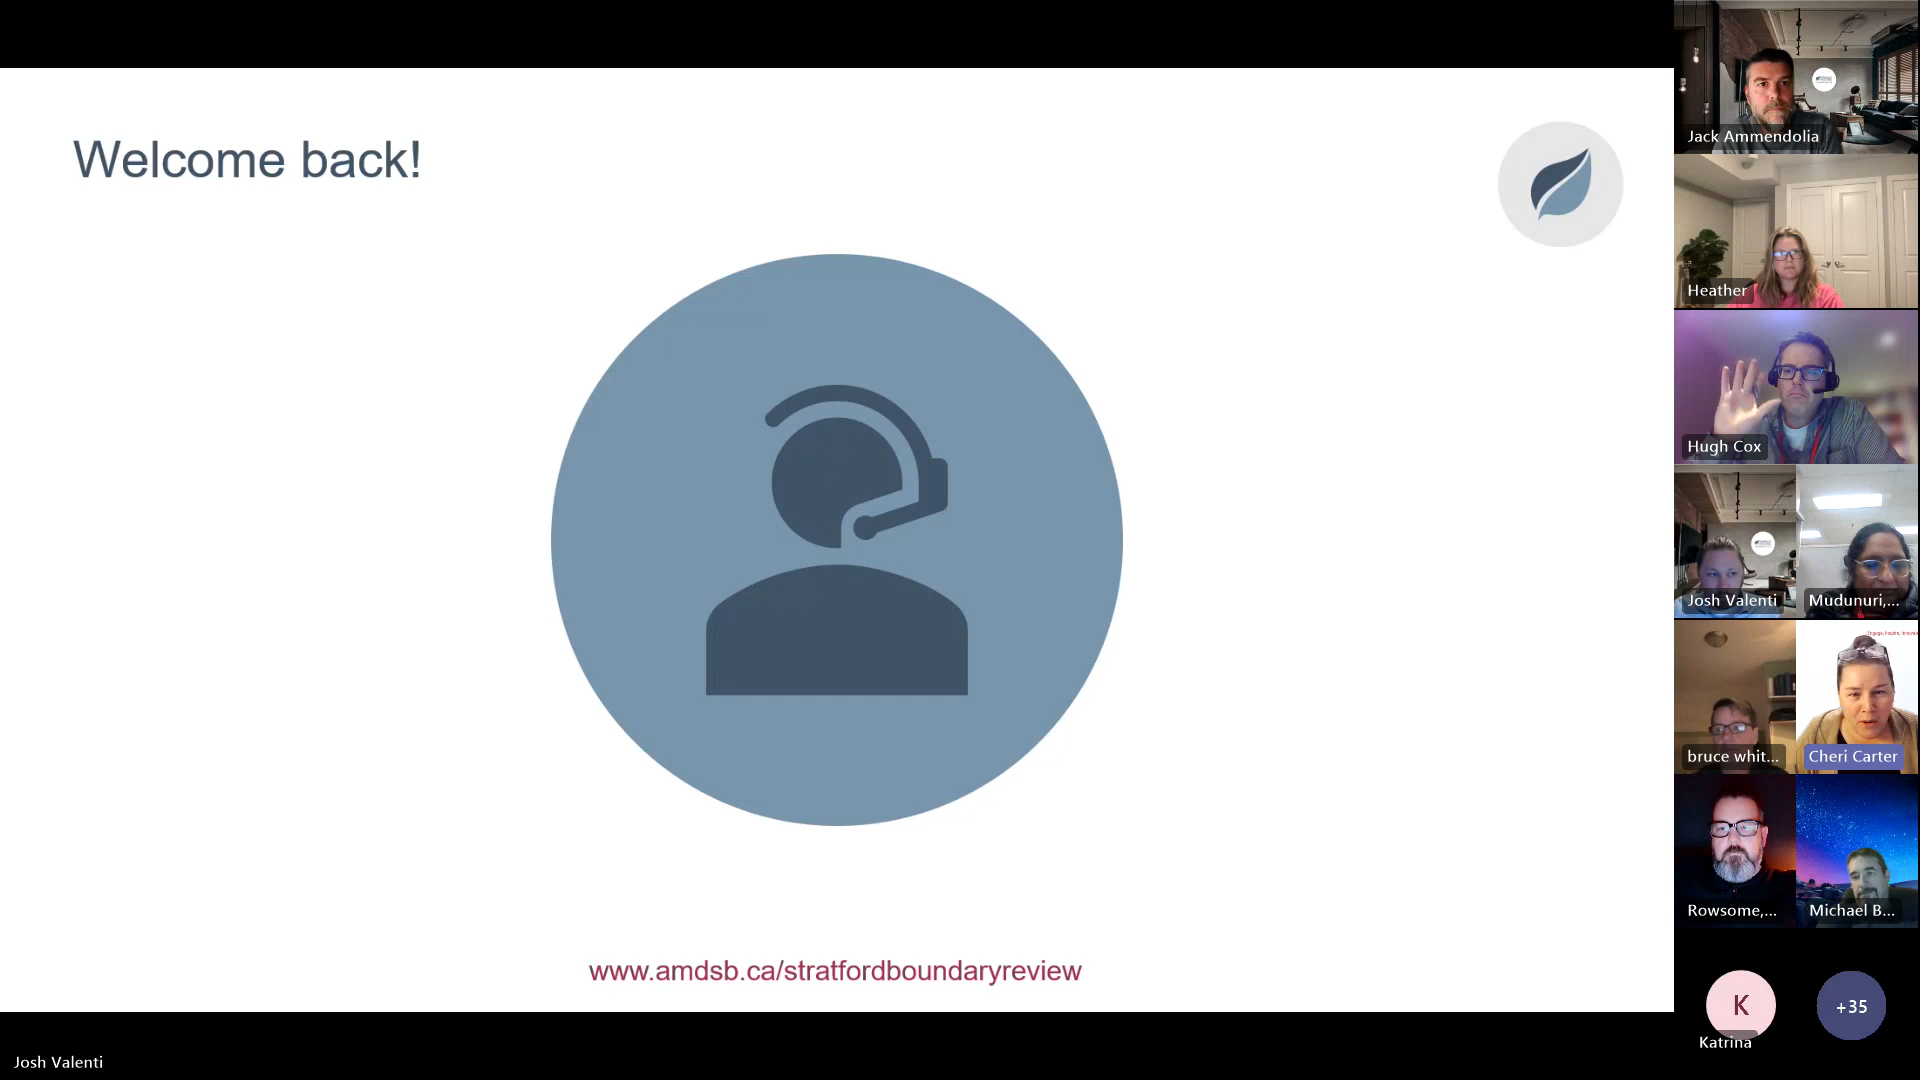 Welcome back!
www.amdsb.ca/stratfordboundaryreview
Josh Valenti
Jack Ammendolia
Heather
Hugh Cox
Josh Valenti
Mudunuri,...
bruce whit...
Cheri Carter
Rowsome,...
Michael B...
K
Katrina
+35